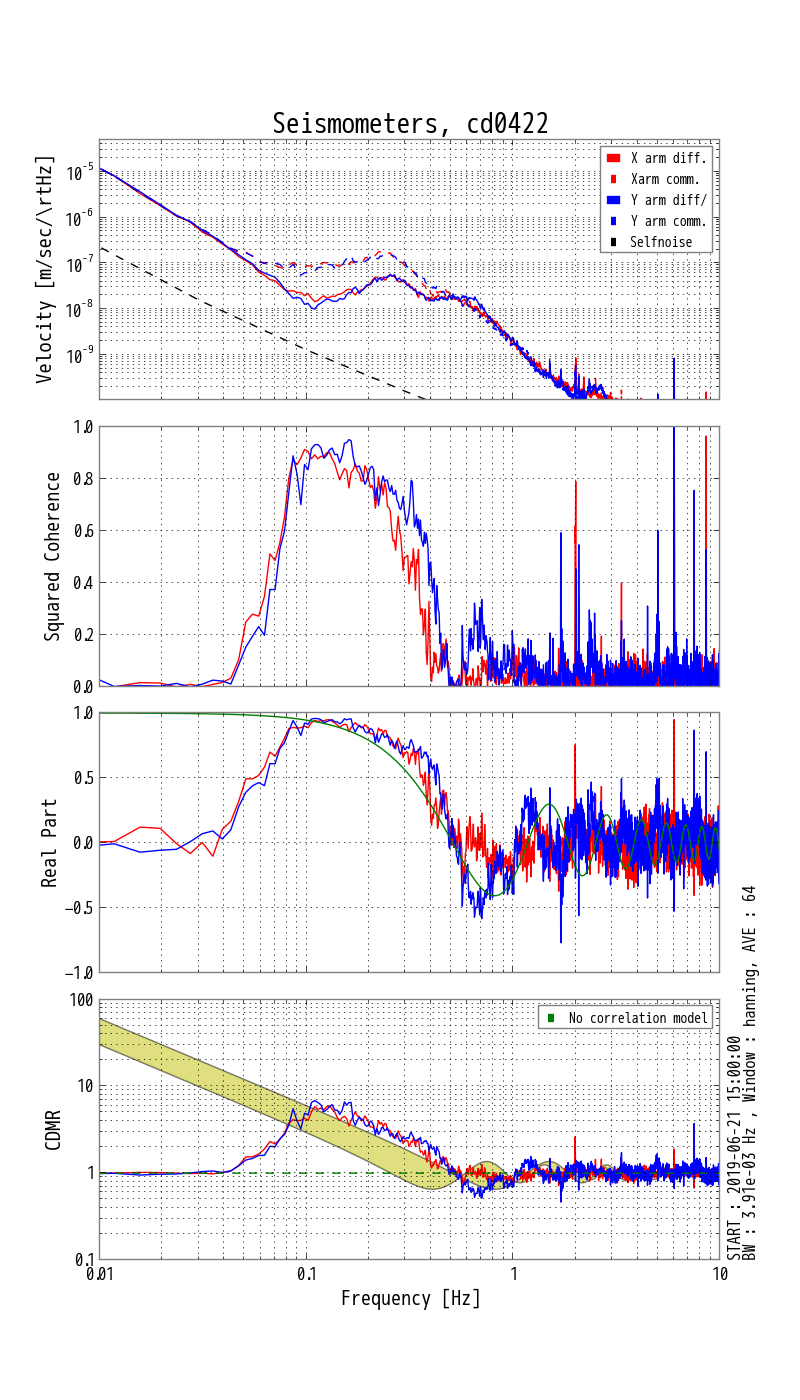 Seismometers, cd0422
Velocity [m/sec/\rtHz]
10^-5
10^-6
10^-7
10^-8
10^-9
X arm diff.
Xarm comm.
Y arm diff/
Y arm comm.
Selfnoise
Squared Coherence
1.0
0.8
0.6
0.4
0.2
0.0
Real Part
1.0
0.5
0.0
−0.5
−1.0
CDMR
100
10
1
0.1
No correlation model
0.01
0.1
1
10
Frequency [Hz]
START : 2019-06-21 15:00:00
BW : 3.91e-03 Hz , Window : hanning, AVE : 64